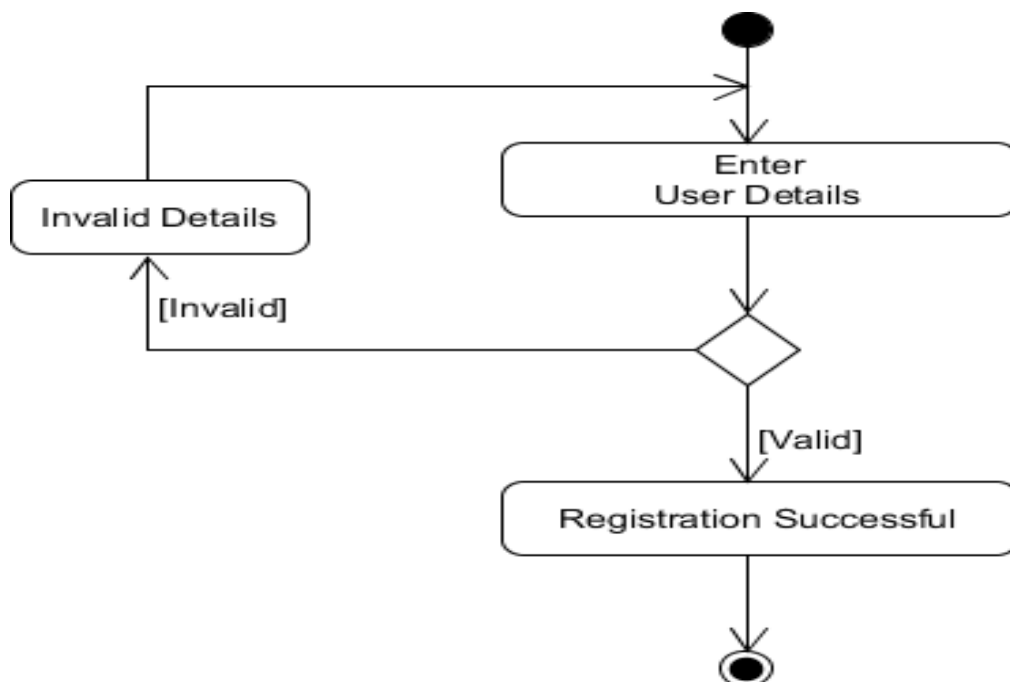 Enter
User Details
Invalid Details
[Invalid]
[Valid]
Registration Successful